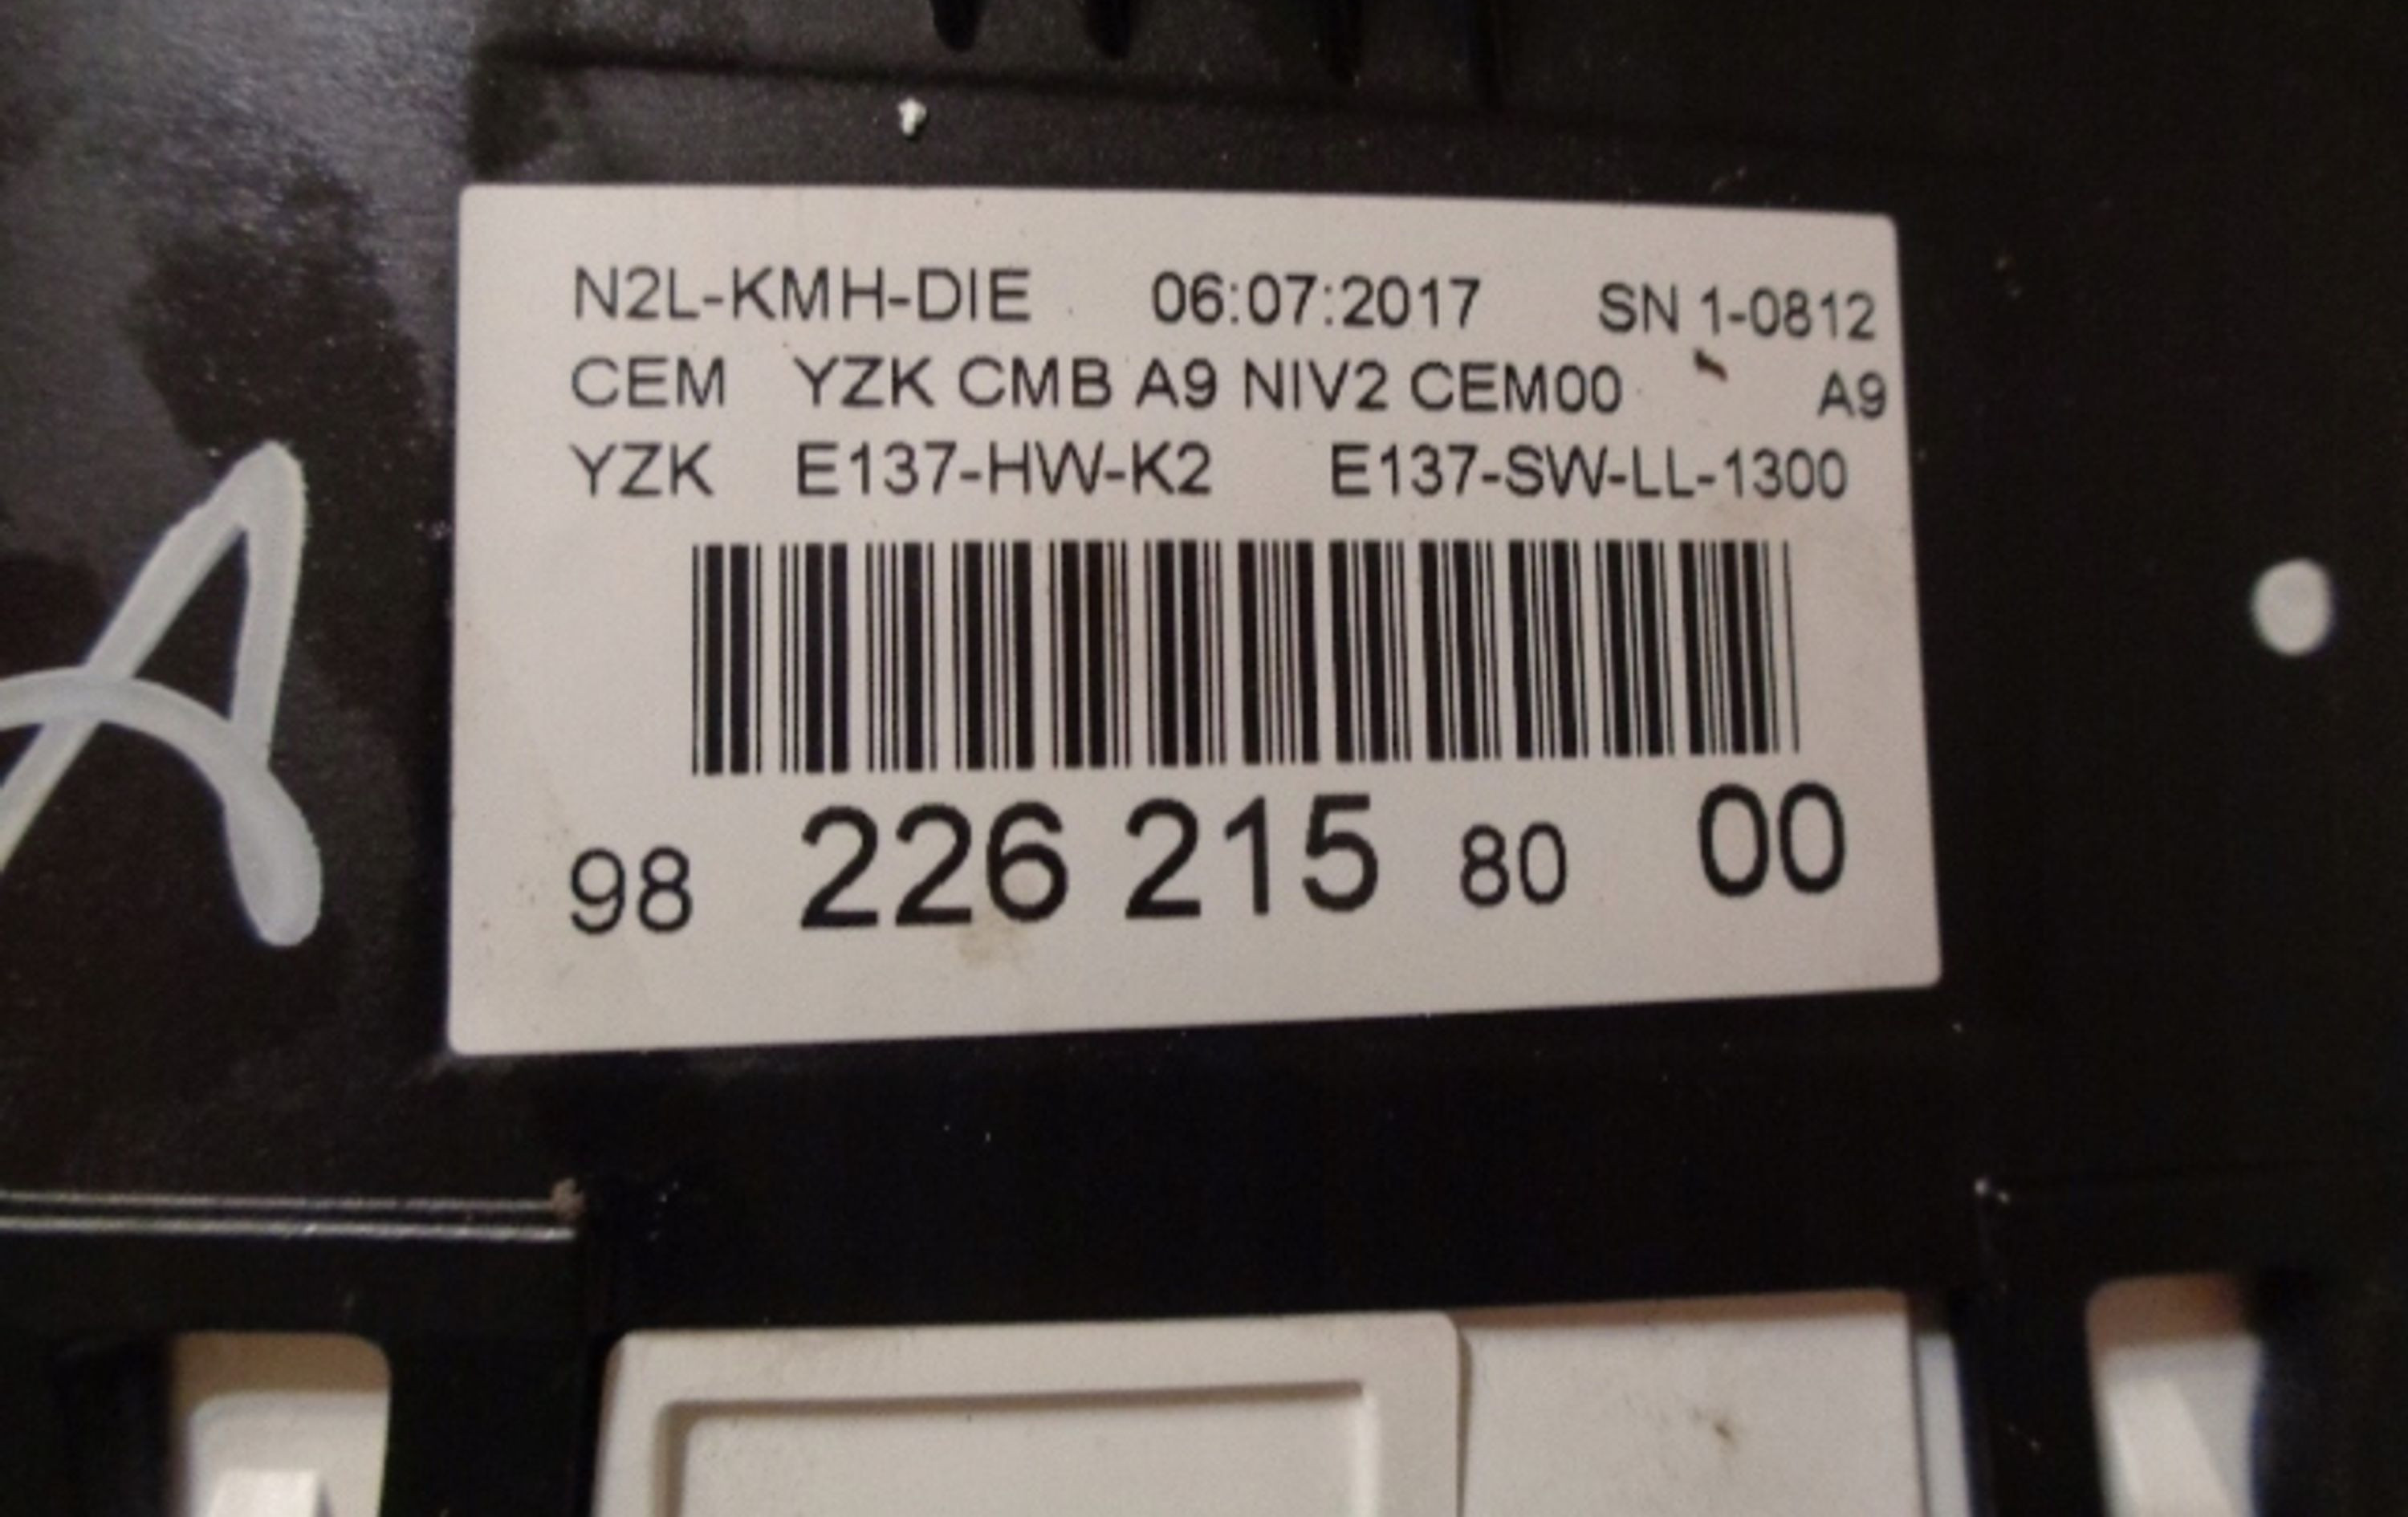 N2L-KMH-DIE 06:07:2017 SN 1-0812
CEM YZK CMB A9 NIV2 CEM00 A9
YZK E137-HW-K2 E137-SW-LL-1300
98 226 215 80 00
A